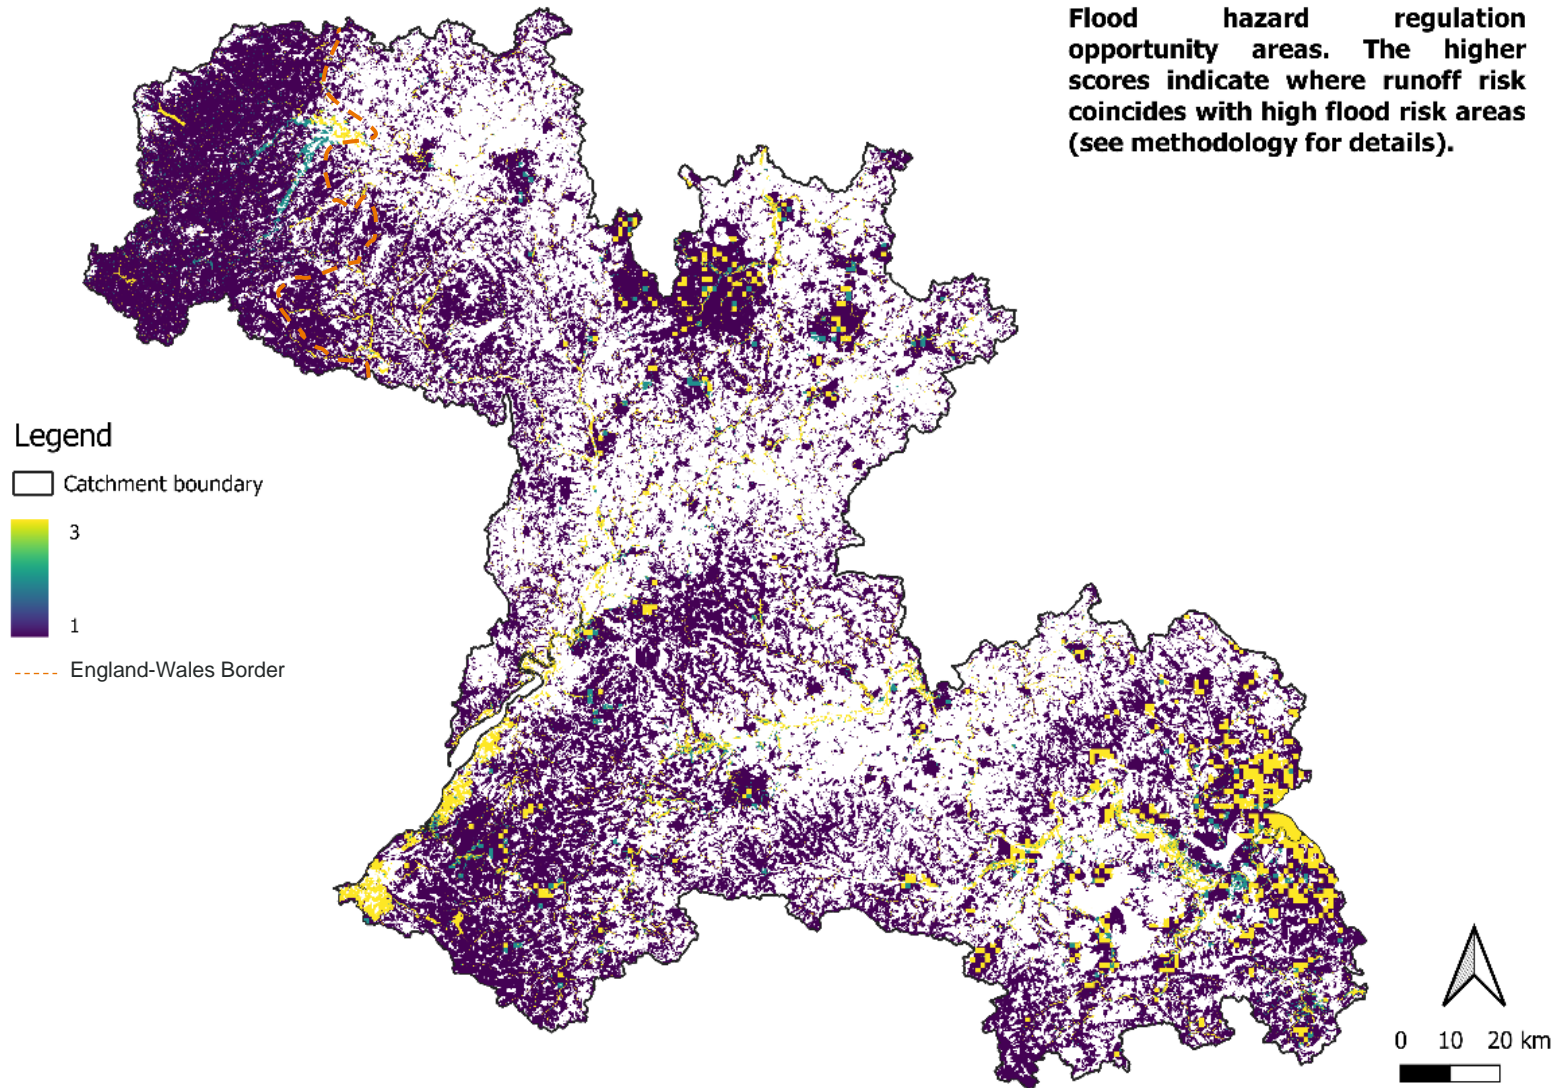 Flood hazard regulation
opportunity areas. The higher
scores indicate where runoff risk
coincides with high flood risk areas
(see methodology for details).
Legend
Catchment boundary
3
1
England-Wales Border
0 10 20 km